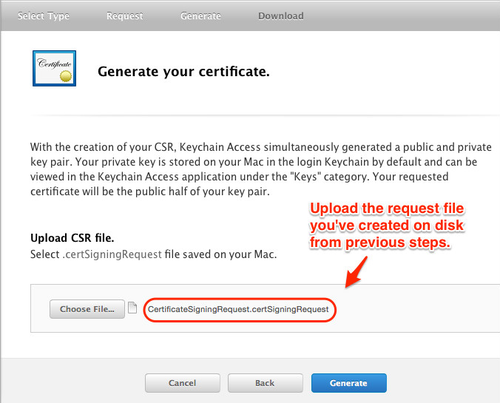 Select Type Request Generate Download
Certificate
Generate your certificate.
With the creation of your CSR, Keychain Access simultaneously generated a public and private
key pair. Your private key is stored on your Mac in the login Keychain by default and can be
viewed in the Keychain Access application under the "Keys" category. Your requested
certificate will be the public half of your key pair.
Upload the request file
you've created on disk
from previous steps.
Upload CSR file.
Select .certSigningRequest file saved on your Mac.
Choose File... CertificateSigningRequest.certSigningRequest
Cancel Back Generate